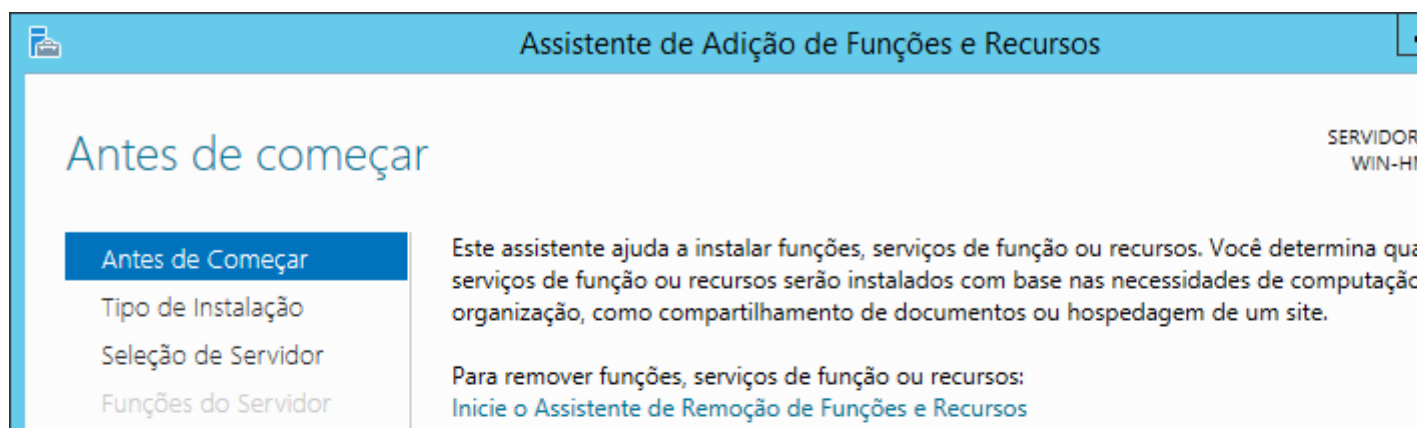 Assistente de Adição de Funções e Recursos
Antes de começar
SERVIDOR
WIN-HN
Antes de Começar
Tipo de Instalação
Seleção de Servidor
Funções do Servidor
Este assistente ajuda a instalar funções, serviços de função ou recursos. Você determina
serviços de função ou recursos serão instalados com base nas necessidades de computação
organização, como compartilhamento de documentos ou hospedagem de um site.
Para remover funções, serviços de função ou recursos:
Inicie o Assistente de Remoção de Funções e Recursos